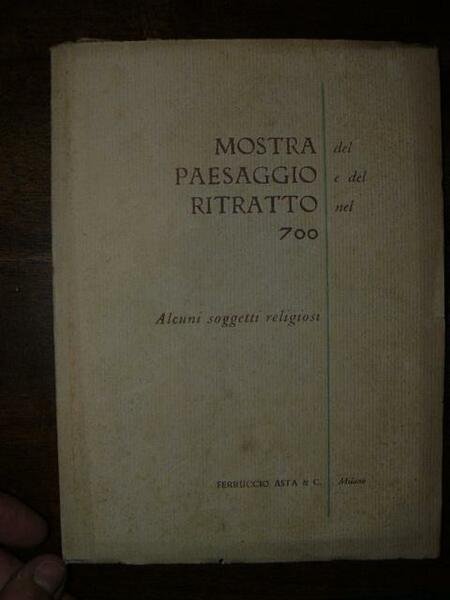 MOSTRA del
PAESAGGIO e del
RITRATTO nel
700
Alcuni soggetti religiosi
FERRUCCIO ASTA & C. Milano